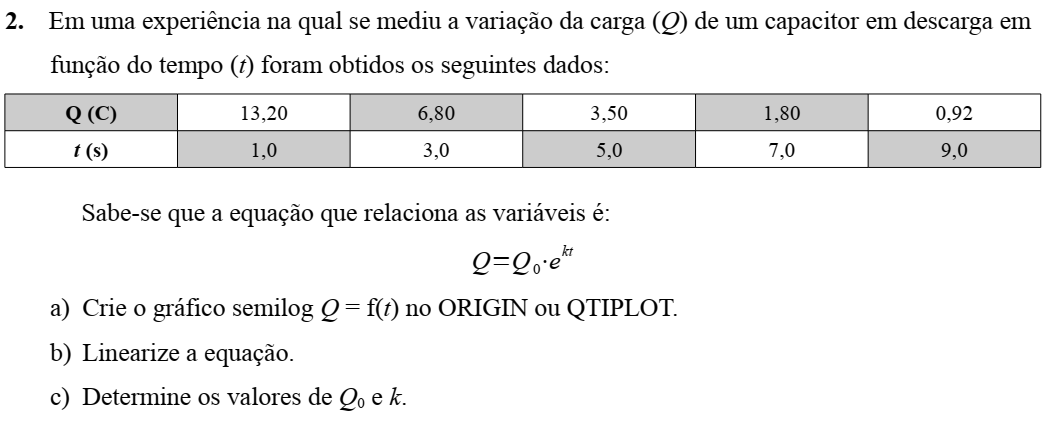 2. Em uma experiência na qual se mediu a variação da carga (Q) de um capacitor em descarga em
função do tempo (t) foram obtidos os seguintes dados:
Q (C) 13,20 6,80 3,50 1,80 0,92
t (s) 1,0 3,0 5,0 7,0 9,0
Sabe-se que a equação que relaciona as variáveis é:
Q=Q₀·e^{kt}
a) Crie o gráfico semilog Q = f(t) no ORIGIN ou QTIPLOT.
b) Linearize a equação.
c) Determine os valores de Q₀ e k.